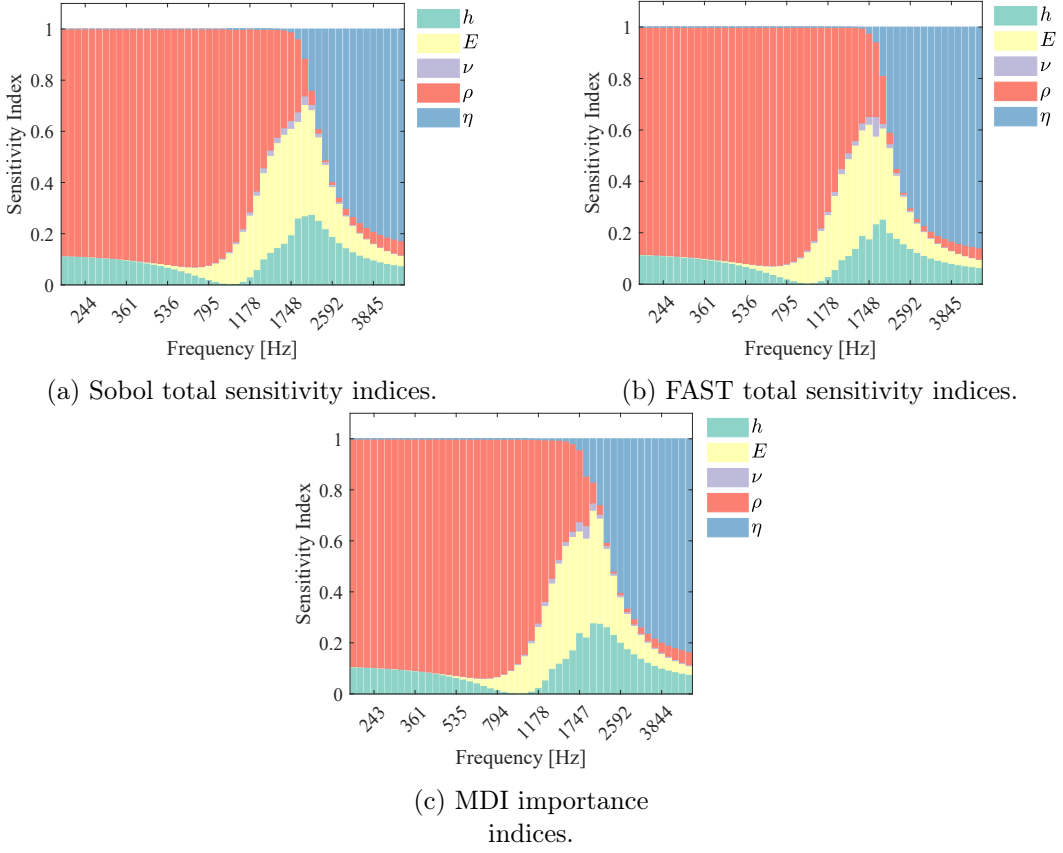 1
0.8
0.6
0.4
0.2
0
Sensitivity Index
244 361 536 795 1178 1748 2592 3845
Frequency [Hz]
h
E
ν
ρ
η
(a) Sobol total sensitivity indices.
1
0.8
0.6
0.4
0.2
0
Sensitivity Index
244 361 536 795 1178 1748 2592 3845
Frequency [Hz]
h
E
ν
ρ
η
(b) FAST total sensitivity indices.
1
0.8
0.6
0.4
0.2
0
Sensitivity Index
243 361 535 794 1178 1747 2592 3844
Frequency [Hz]
h
E
ν
ρ
η
(c) MDI importance
indices.